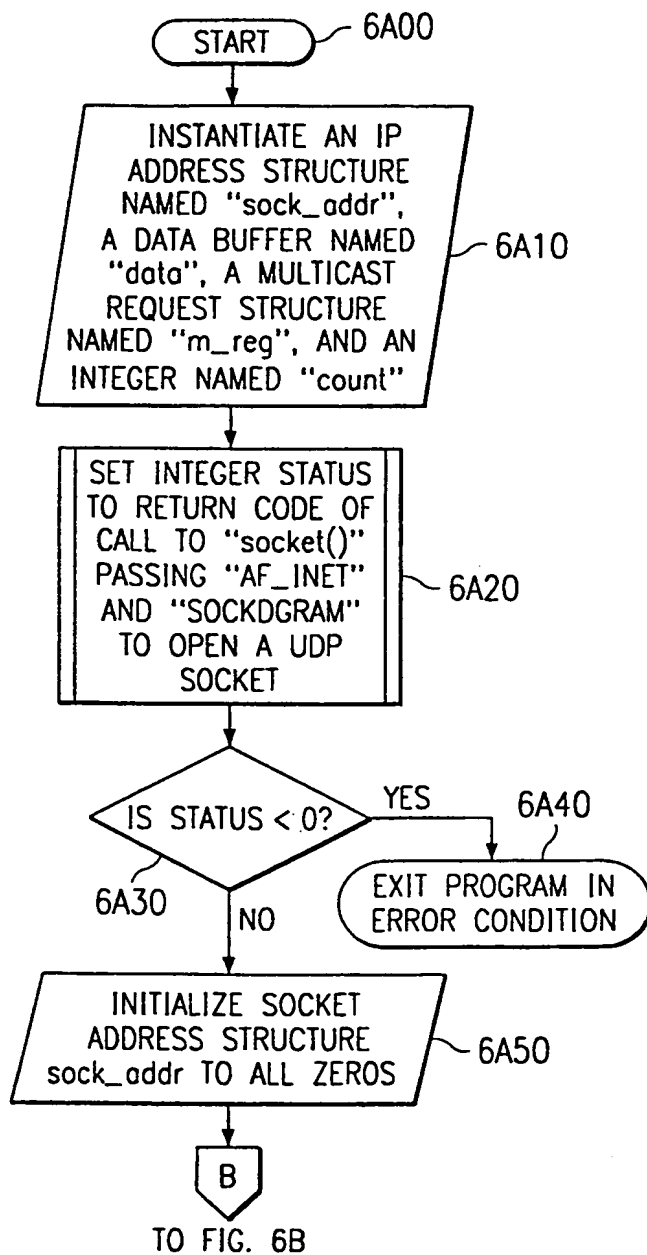 START
6A00
INSTANTIATE AN IP
ADDRESS STRUCTURE
NAMED “sock_addr”,
A DATA BUFFER NAMED
“data”, A MULTICAST
REQUEST STRUCTURE
NAMED “m_reg”, AND AN
INTEGER NAMED “count”
6A10
SET INTEGER STATUS
TO RETURN CODE OF
CALL TO “socket()”
PASSING “AF_INET”
AND “SOCKDGRAM”
TO OPEN A UDP
SOCKET
6A20
IS STATUS < 0?
YES
6A30
NO
6A40
EXIT PROGRAM IN
ERROR CONDITION
INITIALIZE SOCKET
ADDRESS STRUCTURE
sock_addr TO ALL ZEROS
6A50
B
TO FIG. 6B